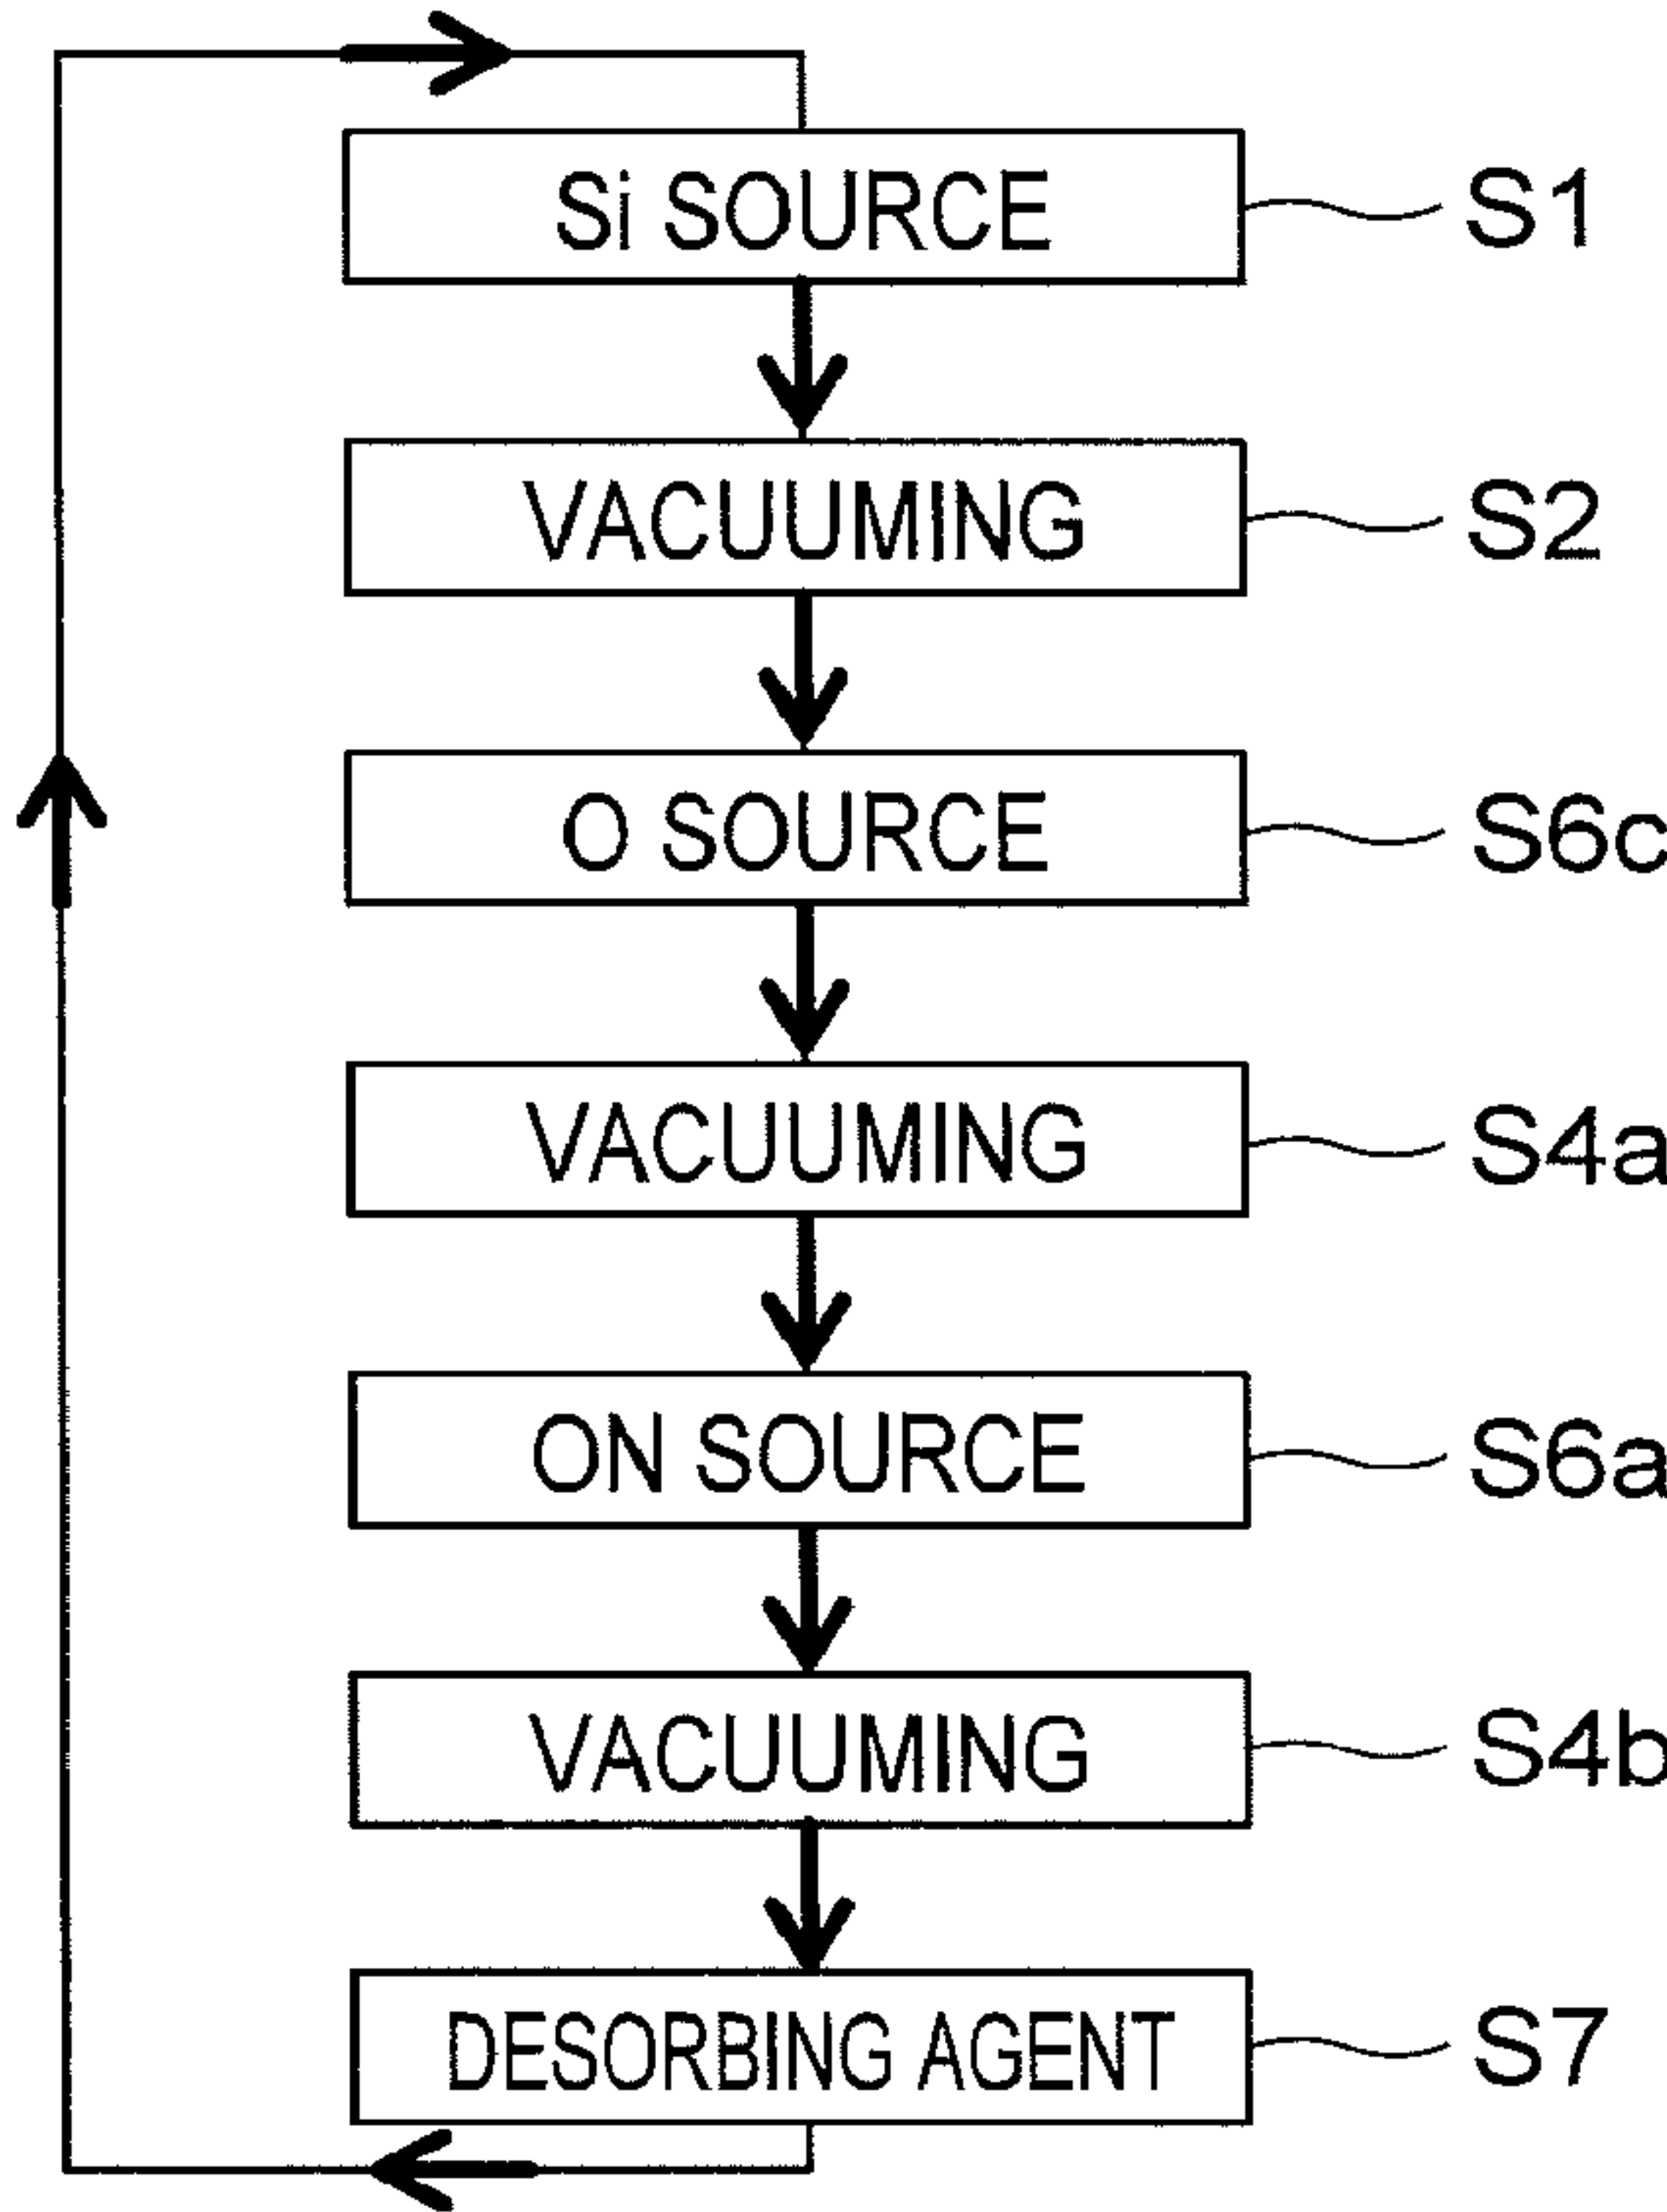 Si SOURCE S1
VACUUMING S2
O SOURCE S6c
VACUUMING S4a
ON SOURCE S6a
VACUUMING S4b
DESORBING AGENT S7